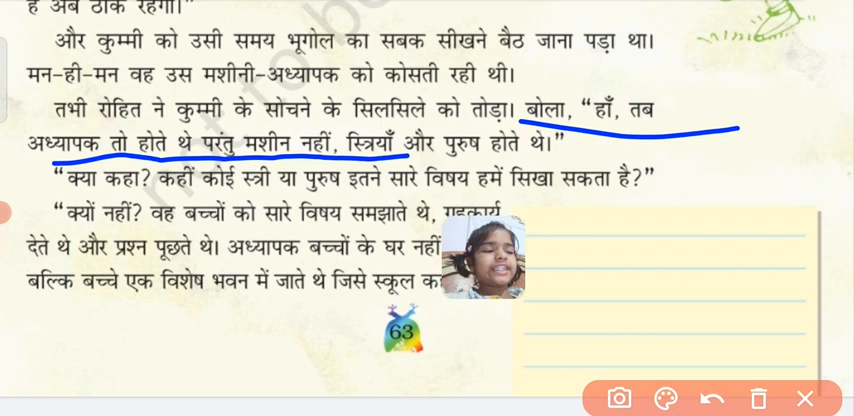 है अब ठीक रहेगा।"
और कुम्मी को उसी समय भूगोल का सबक सीखने बैठ जाना पड़ा था।
मन-ही-मन वह उस मशीनी-अध्यापक को कोसती रही थी।
तभी रोहित ने कुम्मी के सोचने के सिलसिले को तोड़ा। बोला, “हाँ, तब
अध्यापक तो होते थे परंतु मशीन नहीं, स्त्रियाँ और पुरुष होते थे।”
“क्या कहा? कहीं कोई स्त्री या पुरुष इतने सारे विषय हमें सिखा सकता है?”
“क्यों नहीं? वह बच्चों को सारे विषय समझाते थे, गृहकार्य
देते थे और प्रश्न पूछते थे। अध्यापक बच्चों के घर नहीं
बल्कि बच्चे एक विशेष भवन में जाते थे जिसे स्कूल क
63